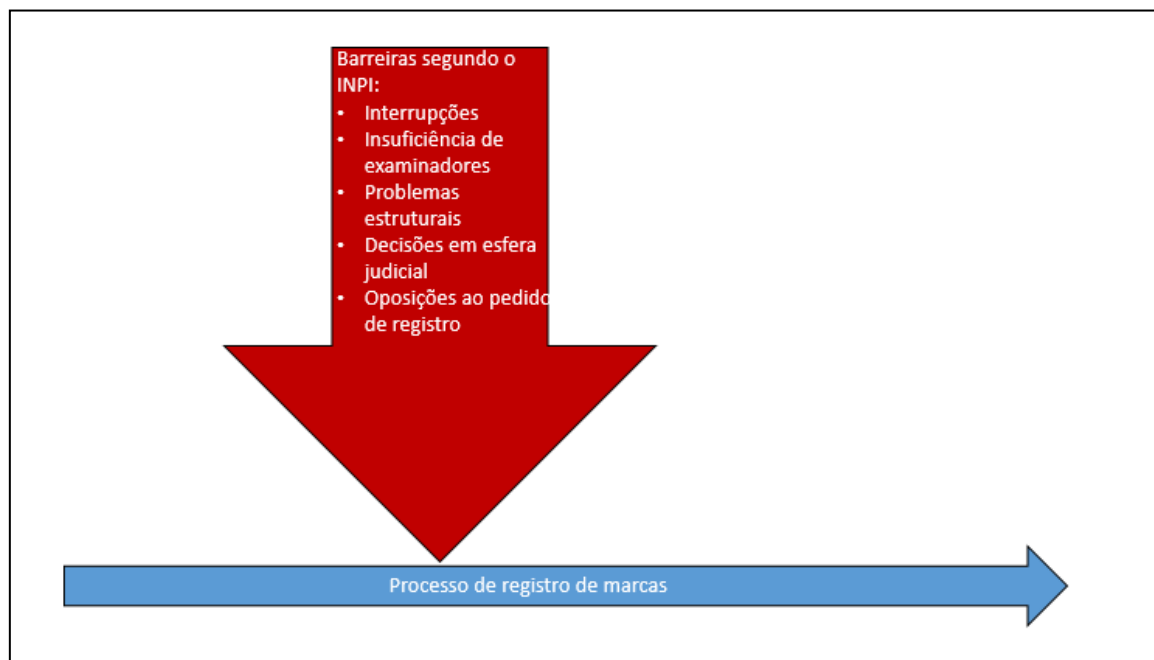 Barreiras segundo o
INPI:
• Interrupções
• Insuficiência de
examinadores
• Problemas
estruturais
• Decisões em esfera
judicial
• Oposições ao pedido
de registro
Processo de registro de marcas